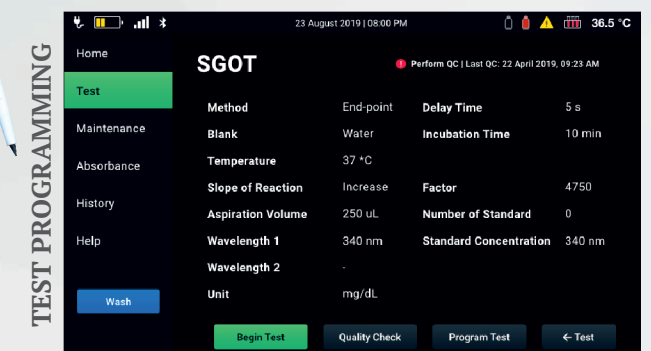 TEST PROGRAMMING
23 August 2019 | 08:00 PM
36.5 °C
Home
Test
Maintenance
Absorbance
History
Help
Wash
SGOT
! Perform QC | Last QC: 22 April 2019, 09:23 AM
Method End-point Delay Time 5 s
Blank Water Incubation Time 10 min
Temperature 37 °C
Slope of Reaction Increase Factor 4750
Aspiration Volume 250 uL Number of Standard 0
Wavelength 1 340 nm Standard Concentration 340 nm
Wavelength 2 -
Unit mg/dL
Begin Test Quality Check Program Test ← Test